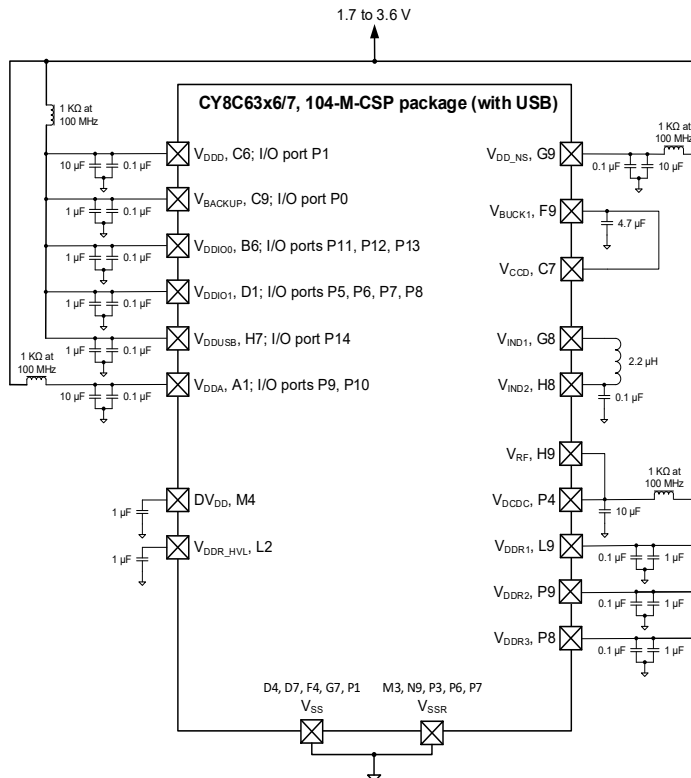 1.7 to 3.6 V
CY8C63x6/7, 104-M-CSP package (with USB)
1 KΩ at
100 MHz
10 µF
0.1 µF
VDDD, C6; I/O port P1
1 µF
0.1 µF
VBACKUP, C9; I/O port P0
1 µF
0.1 µF
VDDIO0, B6; I/O ports P11, P12, P13
1 µF
0.1 µF
VDDIO1, D1; I/O ports P5, P6, P7, P8
1 µF
0.1 µF
VDDUSB, H7; I/O port P14
1 KΩ at
100 MHz
10 µF
0.1 µF
VDDA, A1; I/O ports P9, P10
1 µF
DVDD, M4
1 µF
VDDR_HVL, L2
VDD_NS, G9
1 KΩ at
100 MHz
0.1 µF
10 µF
VBUCK1, F9
4.7 µF
VCCD, C7
VIND1, G8
2.2 µH
VIND2, H8
0.1 µF
VRF, H9
VDCDC, P4
1 KΩ at
100 MHz
10 µF
VDDR1, L9
0.1 µF
1 µF
VDDR2, P9
0.1 µF
1 µF
VDDR3, P8
0.1 µF
1 µF
D4, D7, F4, G7, P1
VSS
M3, N9, P3, P6, P7
VSSR